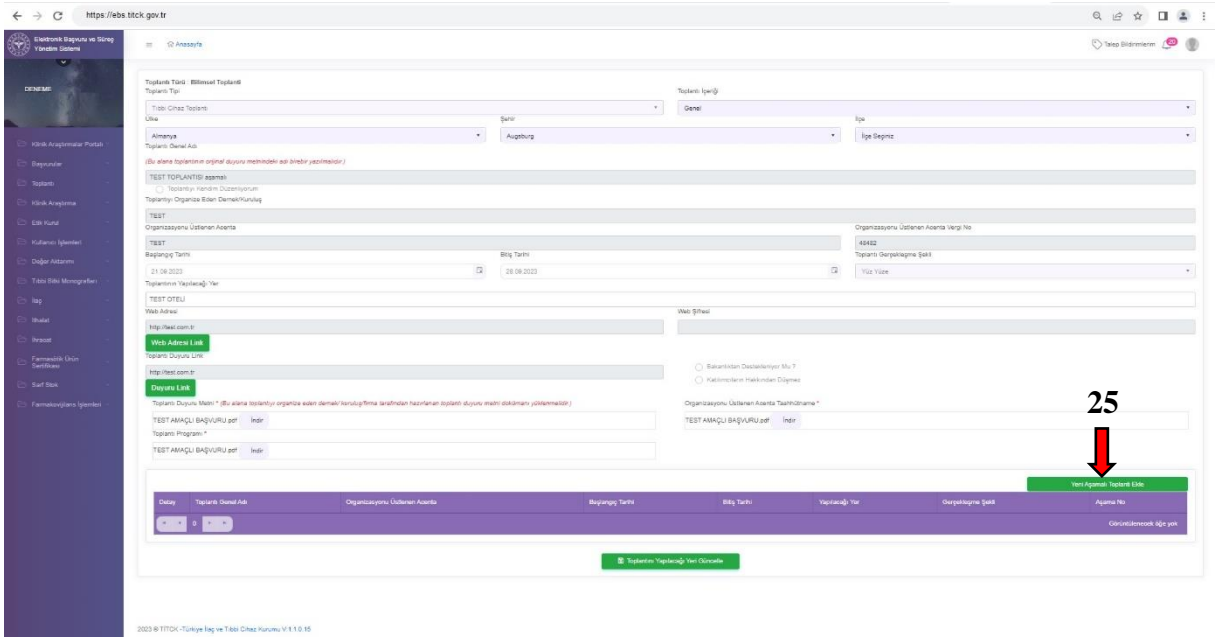 https://ebs.titck.gov.tr
Elektronik Başvuru ve Süreç
Yönetim Sistemi
Anasayfa
Talep Bildirimlerim
20
DENEME
Klinik Araştırmalar Portalı
Başvurular
Toplantı
Klinik Araştırma
Etik Kurul
Kullanıcı İşlemleri
Değer Aktarımı
Tıbbi Bitki Monografları
İlaç
İthalat
İhracat
Farmasötik Ürün
Sertifikası
Sarf Stok
Farmakovijilans İşlemleri
Toplantı Türü : Bilimsel Toplantı
Toplantı Tipi
Toplantı İçeriği
Tıbbi Cihaz Toplantı
Genel
Ülke
Şehir
İlçe
Almanya
Augsburg
İlçe Seçiniz
Toplantı Genel Adı
(Bu alana toplantının orijinal duyuru metnindeki adı birebir yazılmalıdır.)
TEST TOPLANTISI aşamalı
Toplantıyı Kendim Düzenliyorum
Toplantıyı Organize Eden Dernek/Kuruluş
TEST
Organizasyonu Üstlenen Acenta
Organizasyonu Üstlenen Acenta Vergi No
TEST
48482
Başlangıç Tarihi
Bitiş Tarihi
Toplantı Gerçekleşme Şekli
21.09.2023
28.09.2023
Yüz Yüze
Toplantının Yapılacağı Yer
TEST OTELİ
Web Adresi
Web Şifresi
http://test.com.tr
Web Adresi Link
Toplantı Duyuru Link
http://test.com.tr
Bakanlıktan Destekleniyor Mu ?
Katılımcıların Hakkından Düşmez
Duyuru Link
Toplantı Duyuru Metni * (Bu alana toplantıyı organize eden dernek/ kuruluş/firma tarafından hazırlanan toplantı duyuru metni dokümanı yüklenmelidir.)
Organizasyonu Üstlenen Acenta Taahhütname *
TEST AMAÇLI BAŞVURU.pdf İndir
TEST AMAÇLI BAŞVURU.pdf İndir
Toplantı Programı *
TEST AMAÇLI BAŞVURU.pdf İndir
25
Yeni Aşamalı Toplantı Ekle
Detay Toplantı Genel Adı Organizasyonu Üstlenen Acenta Başlangıç Tarihi Bitiş Tarihi Yapılacağı Yer Gerçekleşme Şekli Aşama No
0
Görüntülenecek öğe yok
Toplantını Yapılacağı Yeri Güncelle
2023 © TİTCK -Türkiye İlaç ve Tıbbi Cihaz Kurumu V.1.1.0.15